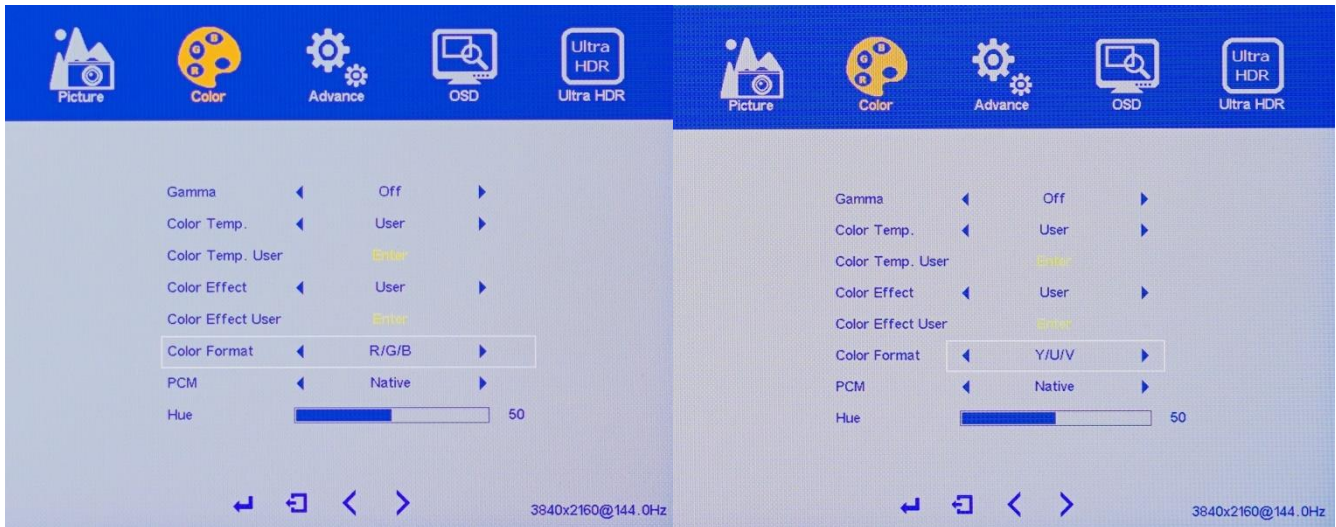 Ultra
HDR
Picture Color Advance OSD Ultra HDR
Gamma Off
Color Temp. User
Color Temp. User Enter
Color Effect User
Color Effect User Enter
Color Format R/G/B
PCM Native
Hue 50
3840x2160@144.0Hz
Ultra
HDR
Picture Color Advance OSD Ultra HDR
Gamma Off
Color Temp. User
Color Temp. User Enter
Color Effect User
Color Effect User Enter
Color Format Y/U/V
PCM Native
Hue 50
3840x2160@144.0Hz